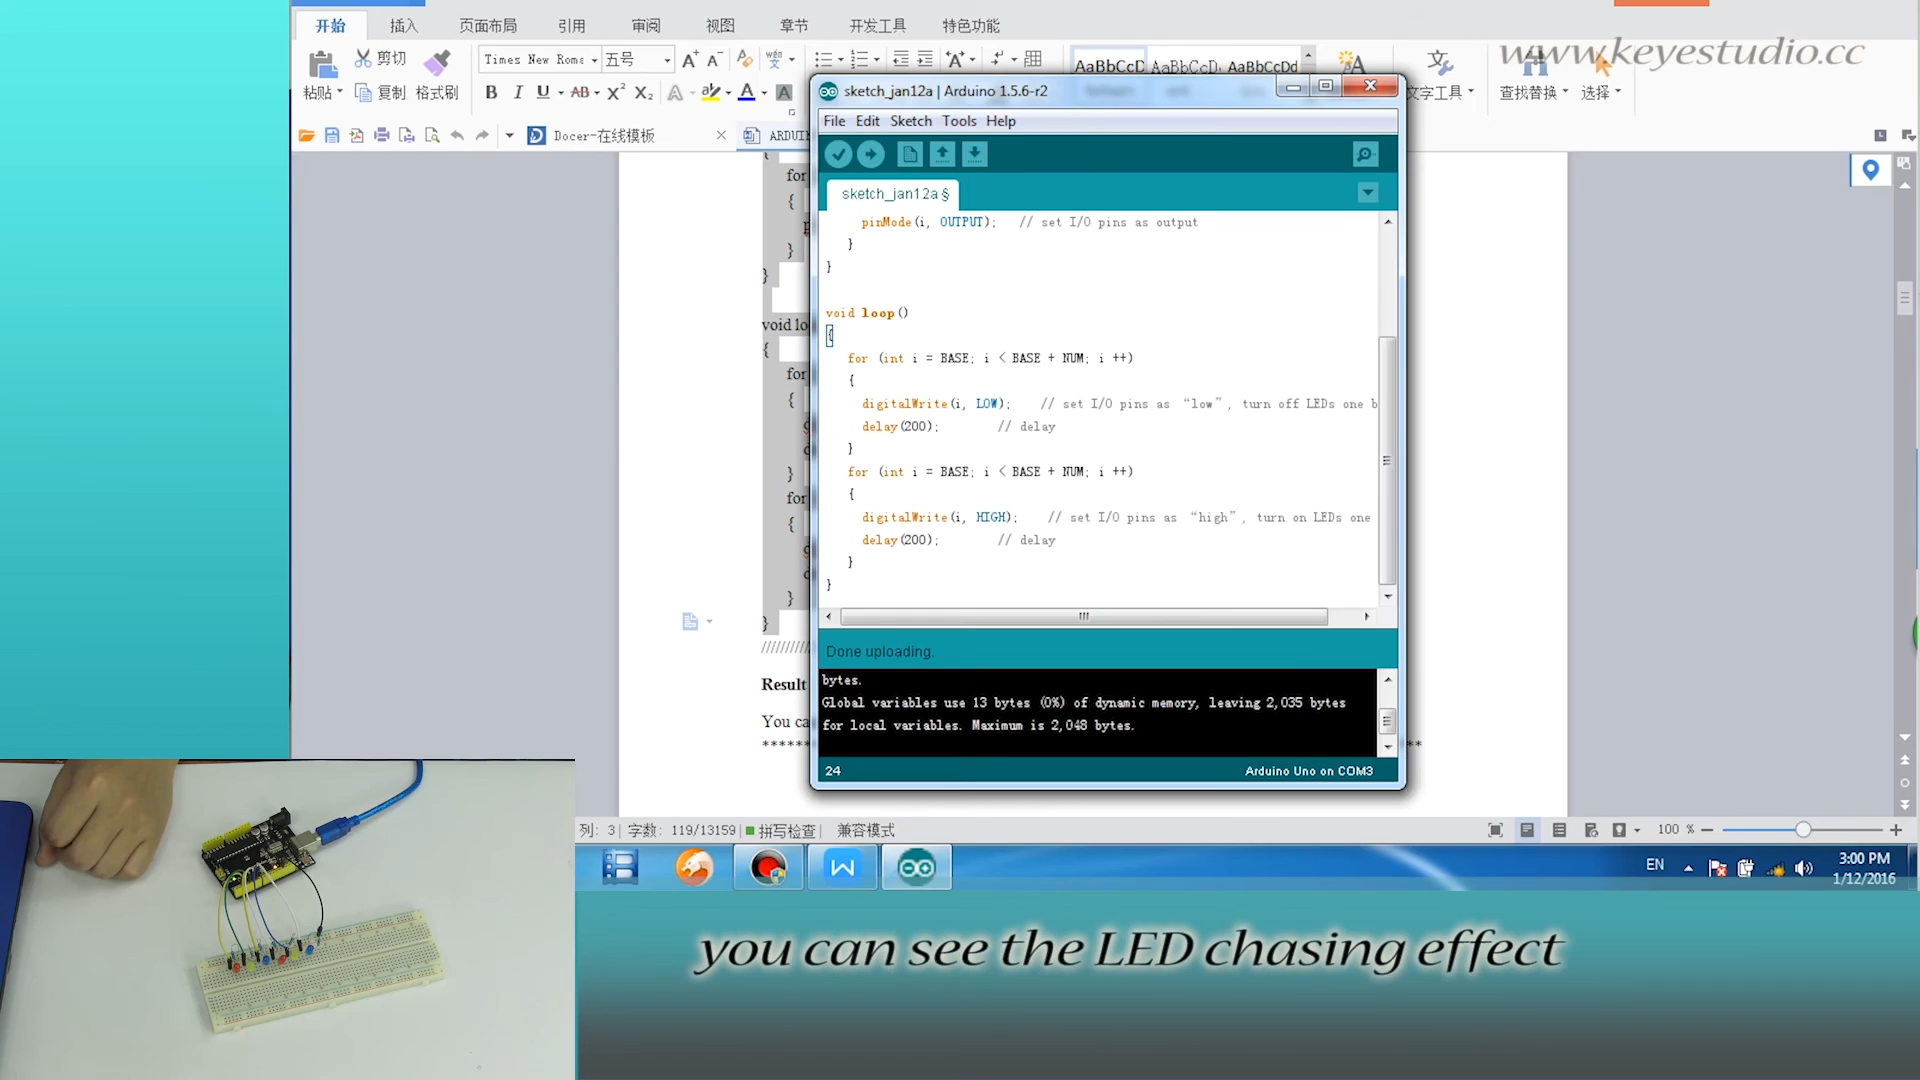 开始 插入 页面布局 引用 审阅 视图 章节 开发工具 特色功能
www.keyestudio.cc
剪切 Times New Roma 五号
粘贴 复制 格式刷 B I U AB X² X₂ A A A
AaBbCcD AaBbCcD AaBbCcDd
文字工具 查找替换 选择
Docer-在线模板 ARDUI
sketch_jan12a | Arduino 1.5.6-r2
File Edit Sketch Tools Help
sketch_jan12a §
pinMode(i, OUTPUT); // set I/O pins as output
}
}
void loop()
{
for (int i = BASE; i < BASE + NUM; i ++)
{
digitalWrite(i, LOW); // set I/O pins as “low”, turn off LEDs one b
delay(200); // delay
}
for (int i = BASE; i < BASE + NUM; i ++)
{
digitalWrite(i, HIGH); // set I/O pins as “high”, turn on LEDs one
delay(200); // delay
}
}
Done uploading.
bytes.
Global variables use 13 bytes (0%) of dynamic memory, leaving 2,035 bytes
for local variables. Maximum is 2,048 bytes.
24 Arduino Uno on COM3
{
for
{
}
}
void lo
{
for
{
}
for
{
}
}
//////////
Result
You ca
列: 3 字数: 119/13159 拼写检查 兼容模式 100 %
EN 3:00 PM
1/12/2016
you can see the LED chasing effect